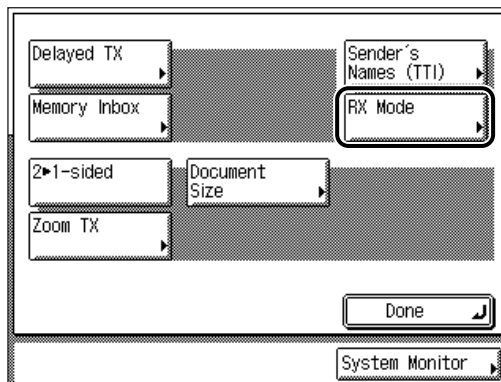 Delayed TX
Sender´s
Names (TTI)
Memory Inbox
RX Mode
2▸1-sided
Document
Size
Zoom TX
Done
System Monitor